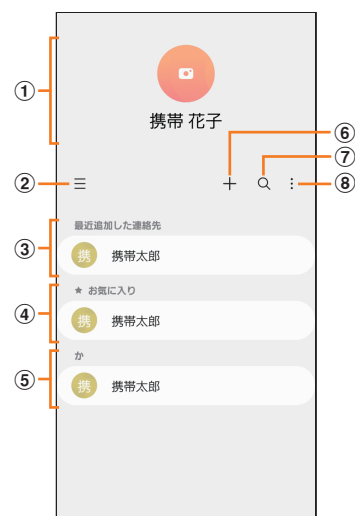 ①
携帯 花子
⑥
⑦
②
⑧
最近追加した連絡先
③
携 携帯太郎
★ お気に入り
④
携 携帯太郎
か
⑤
携 携帯太郎